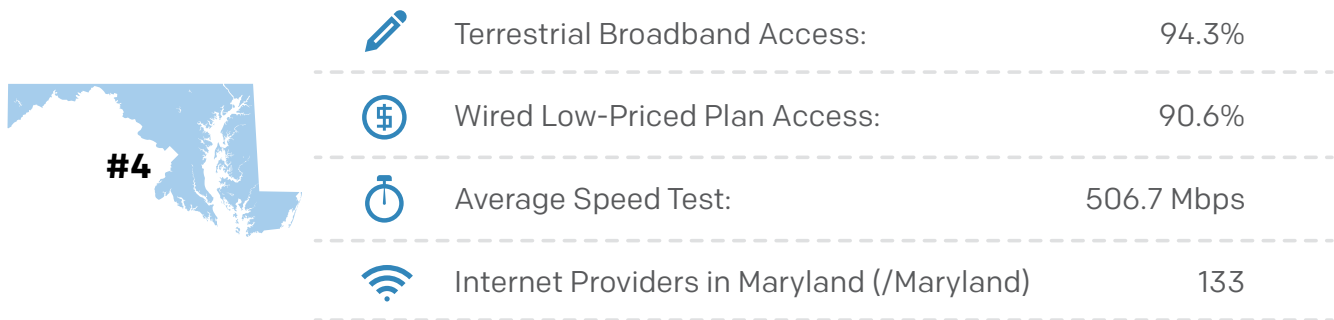 Terrestrial Broadband Access: 94.3%
Wired Low-Priced Plan Access: 90.6%
#4
Average Speed Test: 506.7 Mbps
Internet Providers in Maryland (/Maryland) 133